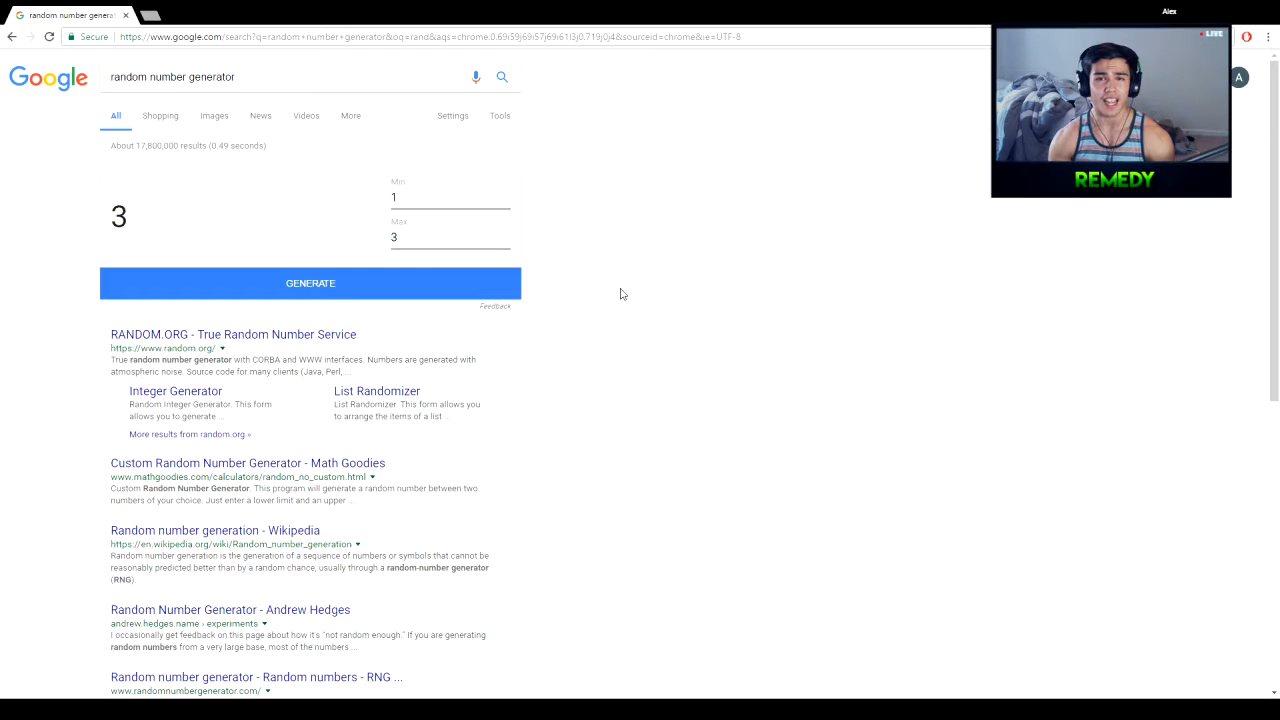 Alex
random number genera
Secure
https://www.google.com/search?q=random+number+generator&oq=rand&aqs=chrome.0.69i59j69i57j69i61l3j0.719j0j4&sourceid=chrome&ie=UTF-8
LIVE
Google
random number generator
A
All Shopping Images News Videos More Settings Tools
About 17,800,000 results (0.49 seconds)
REMEDY
Min
1
3
Max
3
GENERATE
Feedback
RANDOM.ORG - True Random Number Service
https://www.random.org/
True random number generator with CORBA and WWW interfaces. Numbers are generated with
atmospheric noise. Source code for many clients (Java, Perl, ...
Integer Generator
Random Integer Generator. This form
allows you to generate ...
List Randomizer
List Randomizer. This form allows you
to arrange the items of a list ...
More results from random.org »
Custom Random Number Generator - Math Goodies
www.mathgoodies.com/calculators/random_no_custom.html
Custom Random Number Generator. This program will generate a random number between two
numbers of your choice. Just enter a lower limit and an upper ...
Random number generation - Wikipedia
https://en.wikipedia.org/wiki/Random_number_generation
Random number generation is the generation of a sequence of numbers or symbols that cannot be
reasonably predicted better than by a random chance, usually through a random-number generator
(RNG).
Random Number Generator - Andrew Hedges
andrew.hedges.name › experiments
I occasionally get feedback on this page about how it's "not random enough." If you are generating
random numbers from a very large base, most of the numbers ...
Random number generator - Random numbers - RNG ...
www.randomnumbergenerator.com/